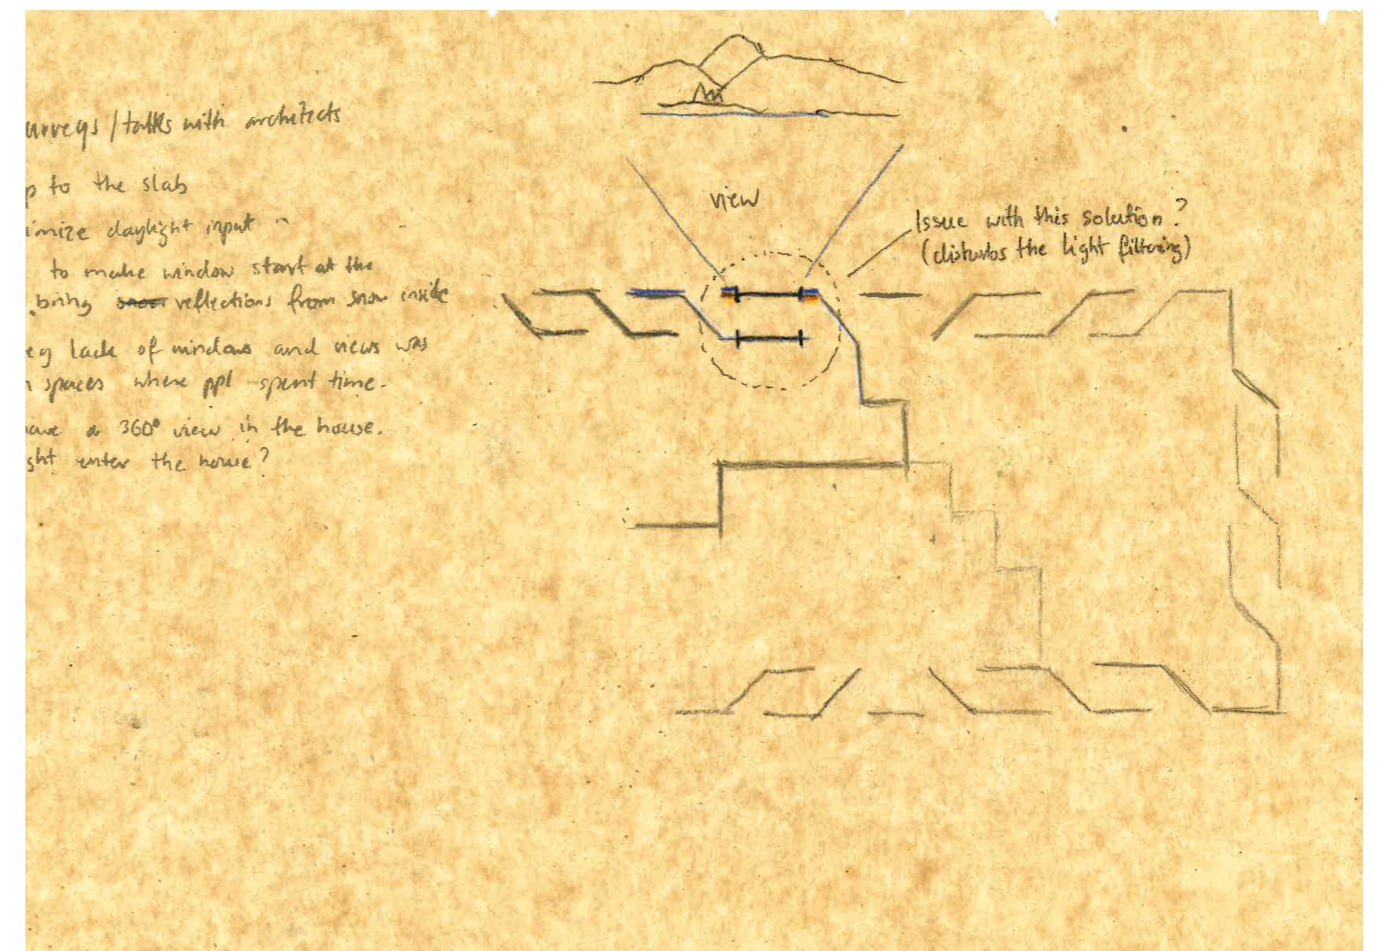 urveys / talks with architects
p to the slab
imize daylight input
to make window start at the
bring reflections from snow inside
eg lack of windows and views was
n spaces where ppl spent time.
ave a 360° view in the house.
ght enter the house?
view
Issue with this solution?
(disturbs the light filtering)